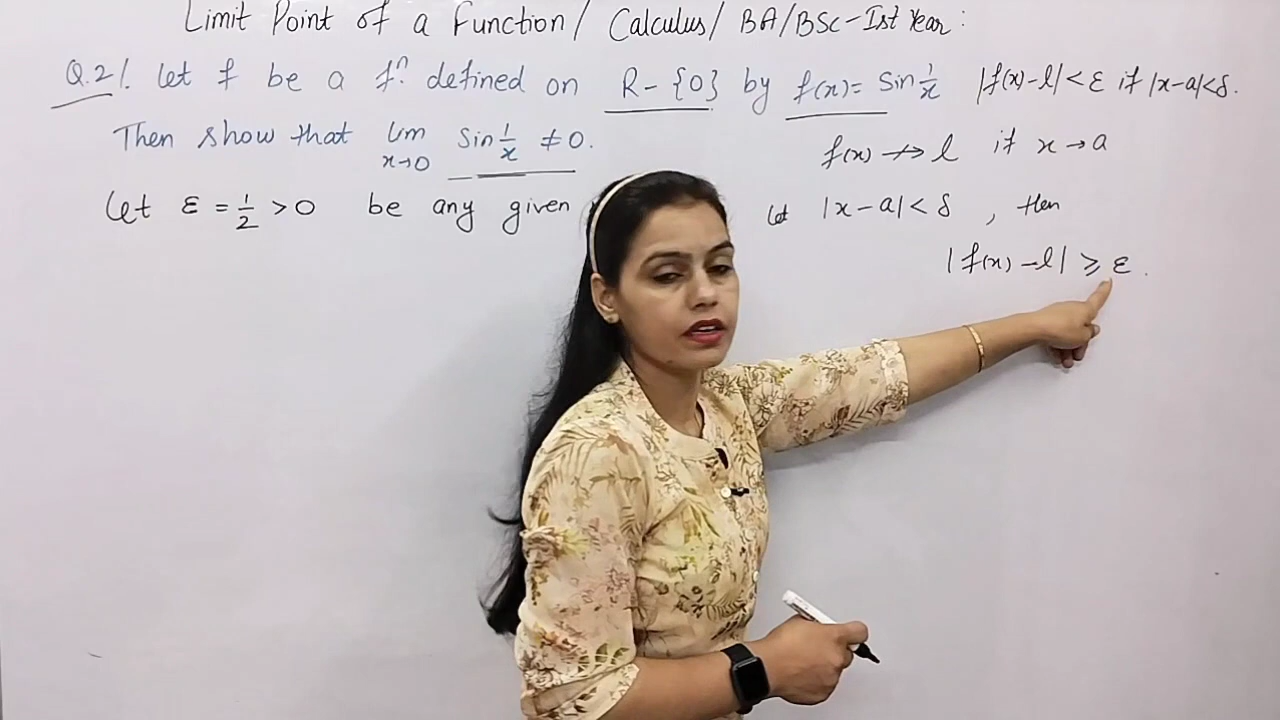 Limit Point of a Function / Calculus / BA/BSc - Ist Year :
Q.2/. Let f be a fn. defined on R - {0} by f(x) = Sin 1/x |f(x) - l| < ε if |x-a| < δ.
Then show that lim x→0 Sin 1/x ≠ 0. f(x) ↛ l if x → a
Let ε = 1/2 > 0 be any given let |x - a| < δ , then
|f(x) - l| ⩾ ε .